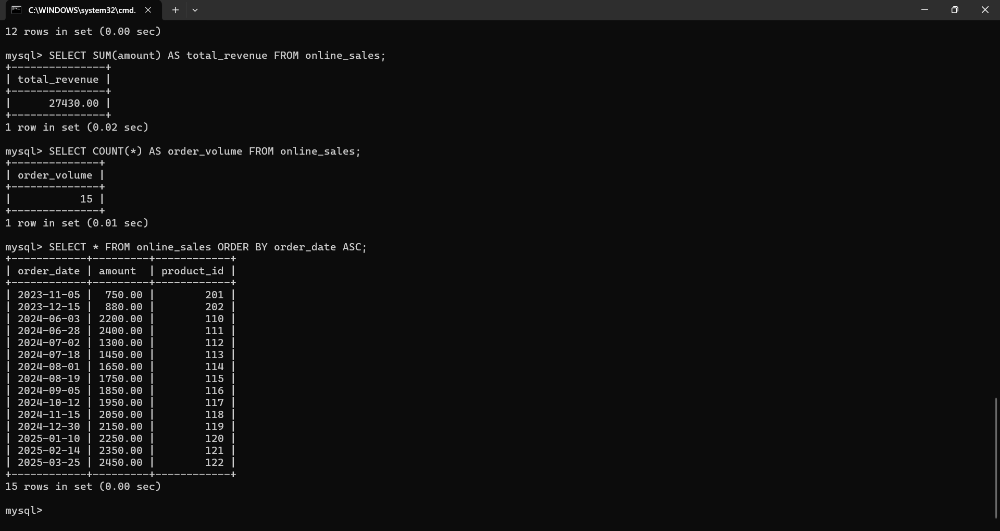 C:\WINDOWS\system32\cmd.
12 rows in set (0.00 sec)
mysql> SELECT SUM(amount) AS total_revenue FROM online_sales;
+---------------+
| total_revenue |
+---------------+
|      27430.00 |
+---------------+
1 row in set (0.02 sec)
mysql> SELECT COUNT(*) AS order_volume FROM online_sales;
+--------------+
| order_volume |
+--------------+
|           15 |
+--------------+
1 row in set (0.01 sec)
mysql> SELECT * FROM online_sales ORDER BY order_date ASC;
+------------+---------+------------+
| order_date | amount  | product_id |
+------------+---------+------------+
| 2023-11-05 |  750.00 |        201 |
| 2023-12-15 |  880.00 |        202 |
| 2024-06-03 | 2200.00 |        110 |
| 2024-06-28 | 2400.00 |        111 |
| 2024-07-02 | 1300.00 |        112 |
| 2024-07-18 | 1450.00 |        113 |
| 2024-08-01 | 1650.00 |        114 |
| 2024-08-19 | 1750.00 |        115 |
| 2024-09-05 | 1850.00 |        116 |
| 2024-10-12 | 1950.00 |        117 |
| 2024-11-15 | 2050.00 |        118 |
| 2024-12-30 | 2150.00 |        119 |
| 2025-01-10 | 2250.00 |        120 |
| 2025-02-14 | 2350.00 |        121 |
| 2025-03-25 | 2450.00 |        122 |
+------------+---------+------------+
15 rows in set (0.00 sec)
mysql>